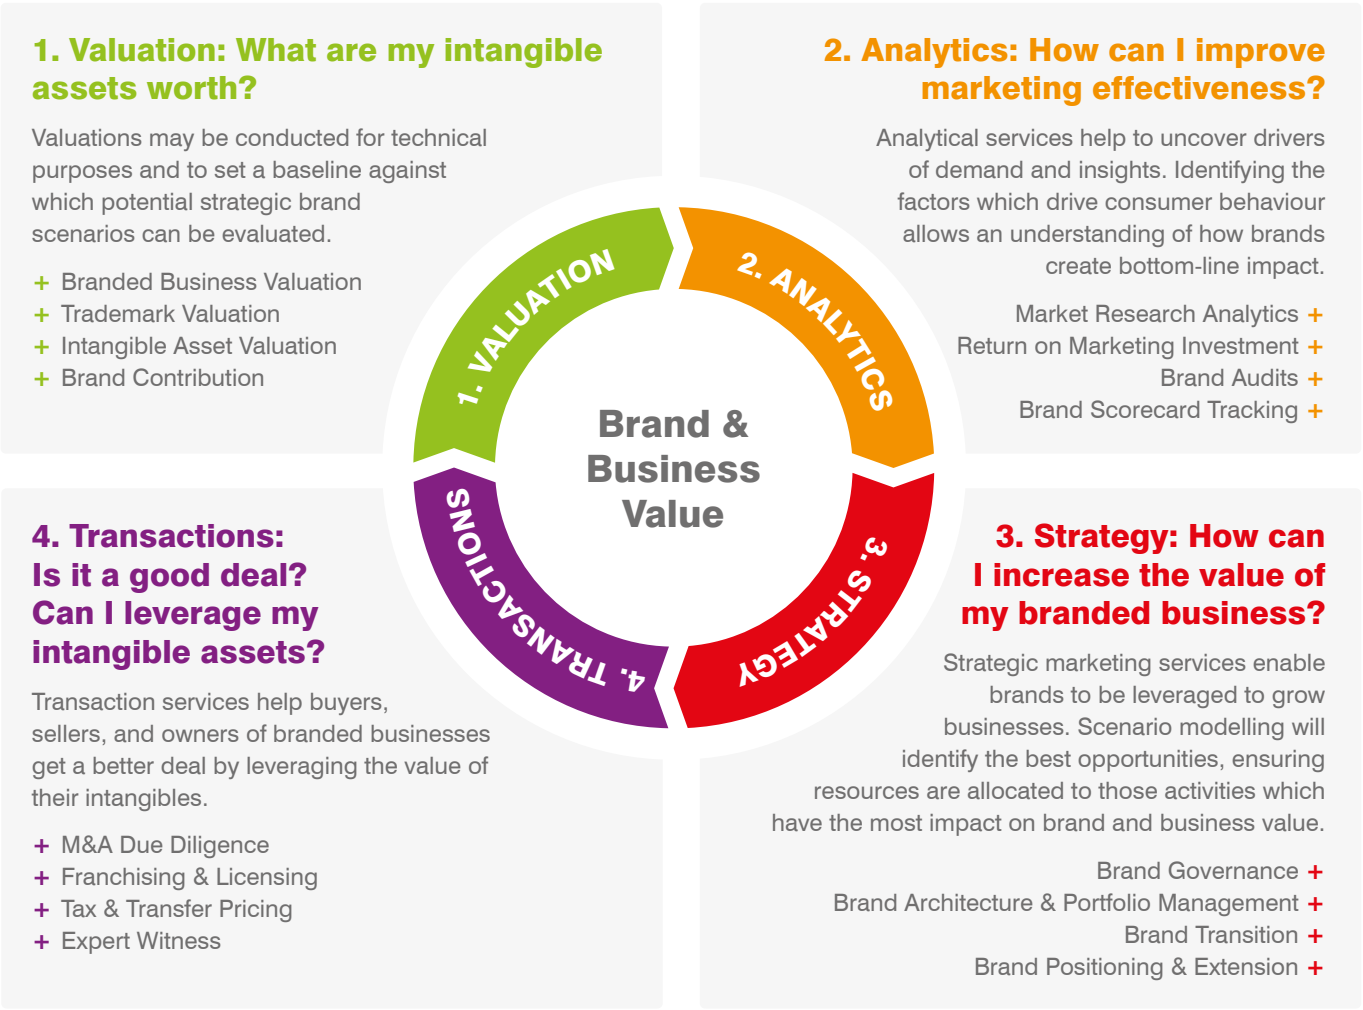 1. Valuation: What are my intangible
assets worth?
Valuations may be conducted for technical
purposes and to set a baseline against
which potential strategic brand
scenarios can be evaluated.
+ Branded Business Valuation
+ Trademark Valuation
+ Intangible Asset Valuation
+ Brand Contribution
2. Analytics: How can I improve
marketing effectiveness?
Analytical services help to uncover drivers
of demand and insights. Identifying the
factors which drive consumer behaviour
allows an understanding of how brands
create bottom-line impact.
Market Research Analytics +
Return on Marketing Investment +
Brand Audits +
Brand Scorecard Tracking +
1. VALUATION
2. ANALYTICS
3. STRATEGY
4. TRANSACTIONS
Brand &
Business
Value
3. Strategy: How can
I increase the value of
my branded business?
Strategic marketing services enable
brands to be leveraged to grow
businesses. Scenario modelling will
identify the best opportunities, ensuring
resources are allocated to those activities which
have the most impact on brand and business value.
Brand Governance +
Brand Architecture & Portfolio Management +
Brand Transition +
Brand Positioning & Extension +
4. Transactions:
Is it a good deal?
Can I leverage my
intangible assets?
Transaction services help buyers,
sellers, and owners of branded businesses
get a better deal by leveraging the value of
their intangibles.
+ M&A Due Diligence
+ Franchising & Licensing
+ Tax & Transfer Pricing
+ Expert Witness